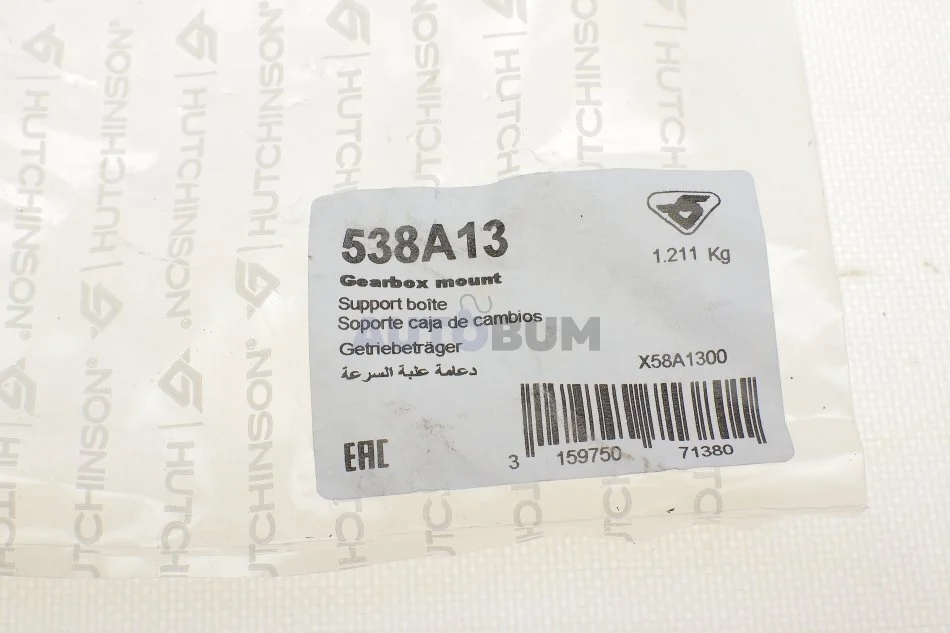 HUTCHINSON®
538A13
1.211 Kg
Gearbox mount
Support boîte
Soporte caja de cambios
AUTOBUM
Getriebeträger
X58A1300
دعامة علبة السرعة
EAC
3 159750 71380